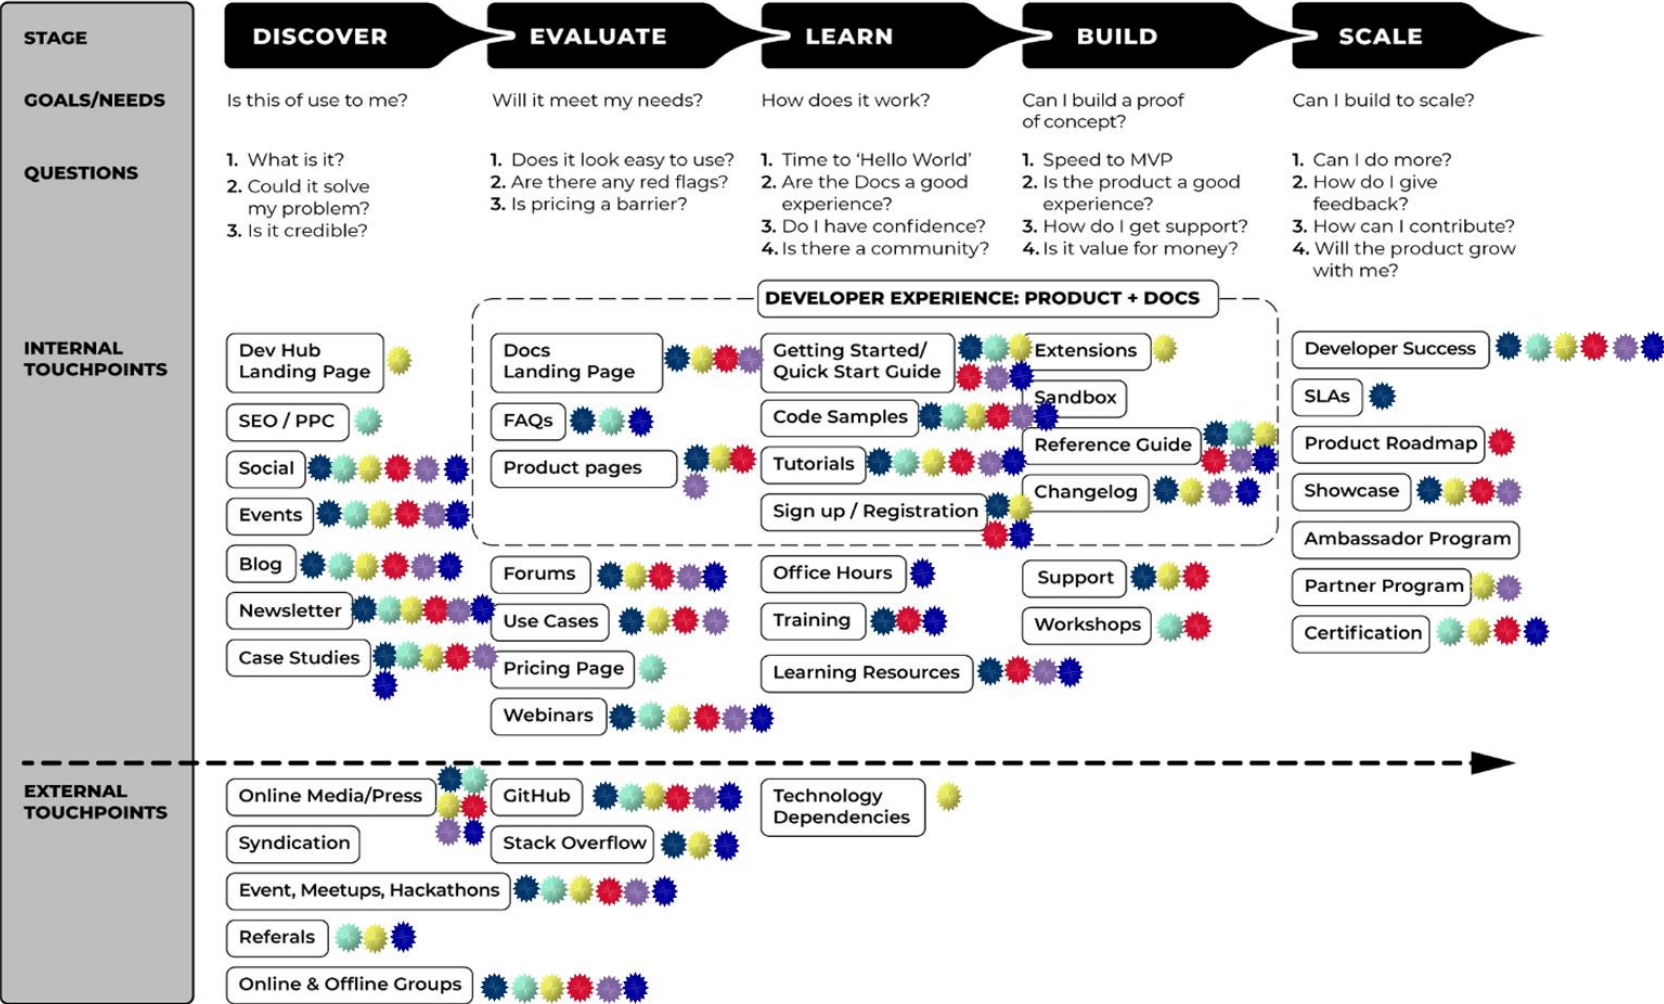 STAGE
DISCOVER
EVALUATE
LEARN
BUILD
SCALE
GOALS/NEEDS
Is this of use to me?
Will it meet my needs?
How does it work?
Can I build a proof
of concept?
Can I build to scale?
QUESTIONS
1. What is it?
2. Could it solve
my problem?
3. Is it credible?
1. Does it look easy to use?
2. Are there any red flags?
3. Is pricing a barrier?
1. Time to ‘Hello World’
2. Are the Docs a good
experience?
3. Do I have confidence?
4. Is there a community?
1. Speed to MVP
2. Is the product a good
experience?
3. How do I get support?
4. Is it value for money?
1. Can I do more?
2. How do I give
feedback?
3. How can I contribute?
4. Will the product grow
with me?
DEVELOPER EXPERIENCE: PRODUCT + DOCS
INTERNAL
TOUCHPOINTS
Dev Hub
Landing Page
SEO / PPC
Social
Events
Blog
Newsletter
Case Studies
Docs
Landing Page
FAQs
Product pages
Forums
Use Cases
Pricing Page
Webinars
Getting Started/
Quick Start Guide
Code Samples
Tutorials
Sign up / Registration
Office Hours
Training
Learning Resources
Extensions
Sandbox
Reference Guide
Changelog
Support
Workshops
Developer Success
SLAs
Product Roadmap
Showcase
Ambassador Program
Partner Program
Certification
EXTERNAL
TOUCHPOINTS
Online Media/Press
Syndication
Event, Meetups, Hackathons
Referals
Online & Offline Groups
GitHub
Stack Overflow
Technology
Dependencies